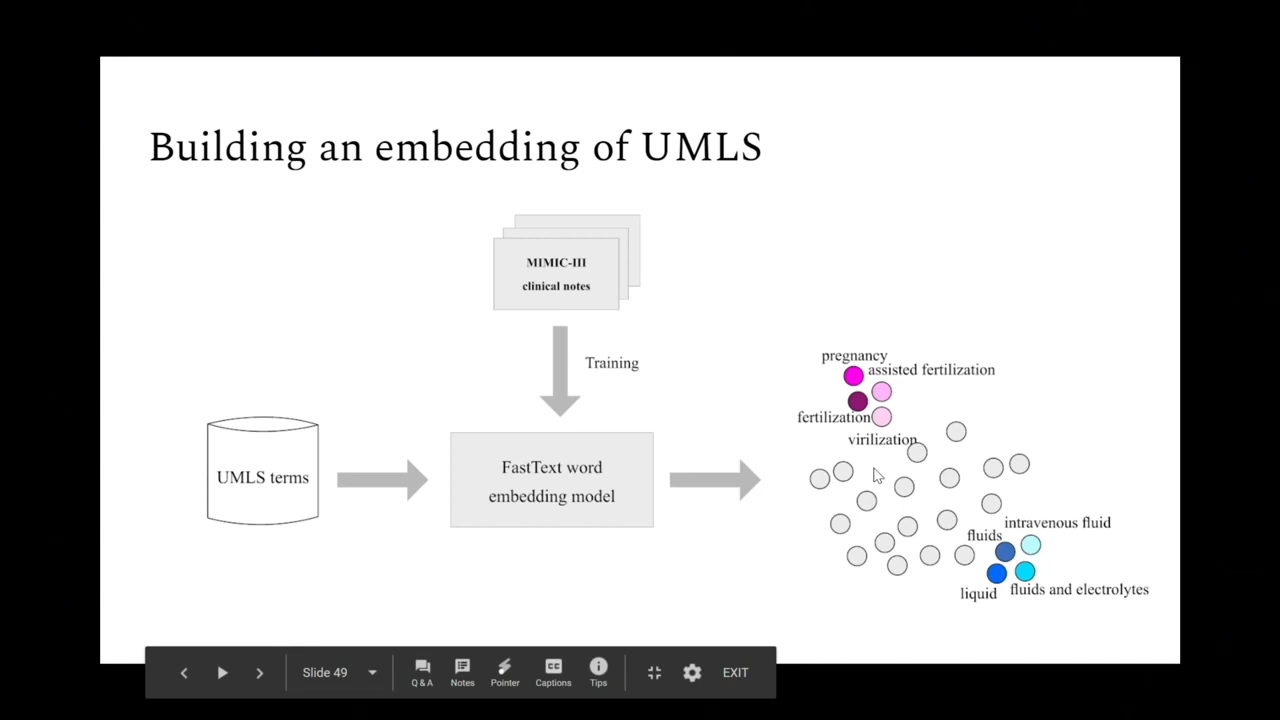 Building an embedding of UMLS
MIMIC-III
clinical notes
Training
UMLS terms
FastText word
embedding model
pregnancy
assisted fertilization
fertilization
virilization
intravenous fluid
fluids
liquid
fluids and electrolytes
Slide 49
Q & A
Notes
Pointer
Captions
Tips
EXIT